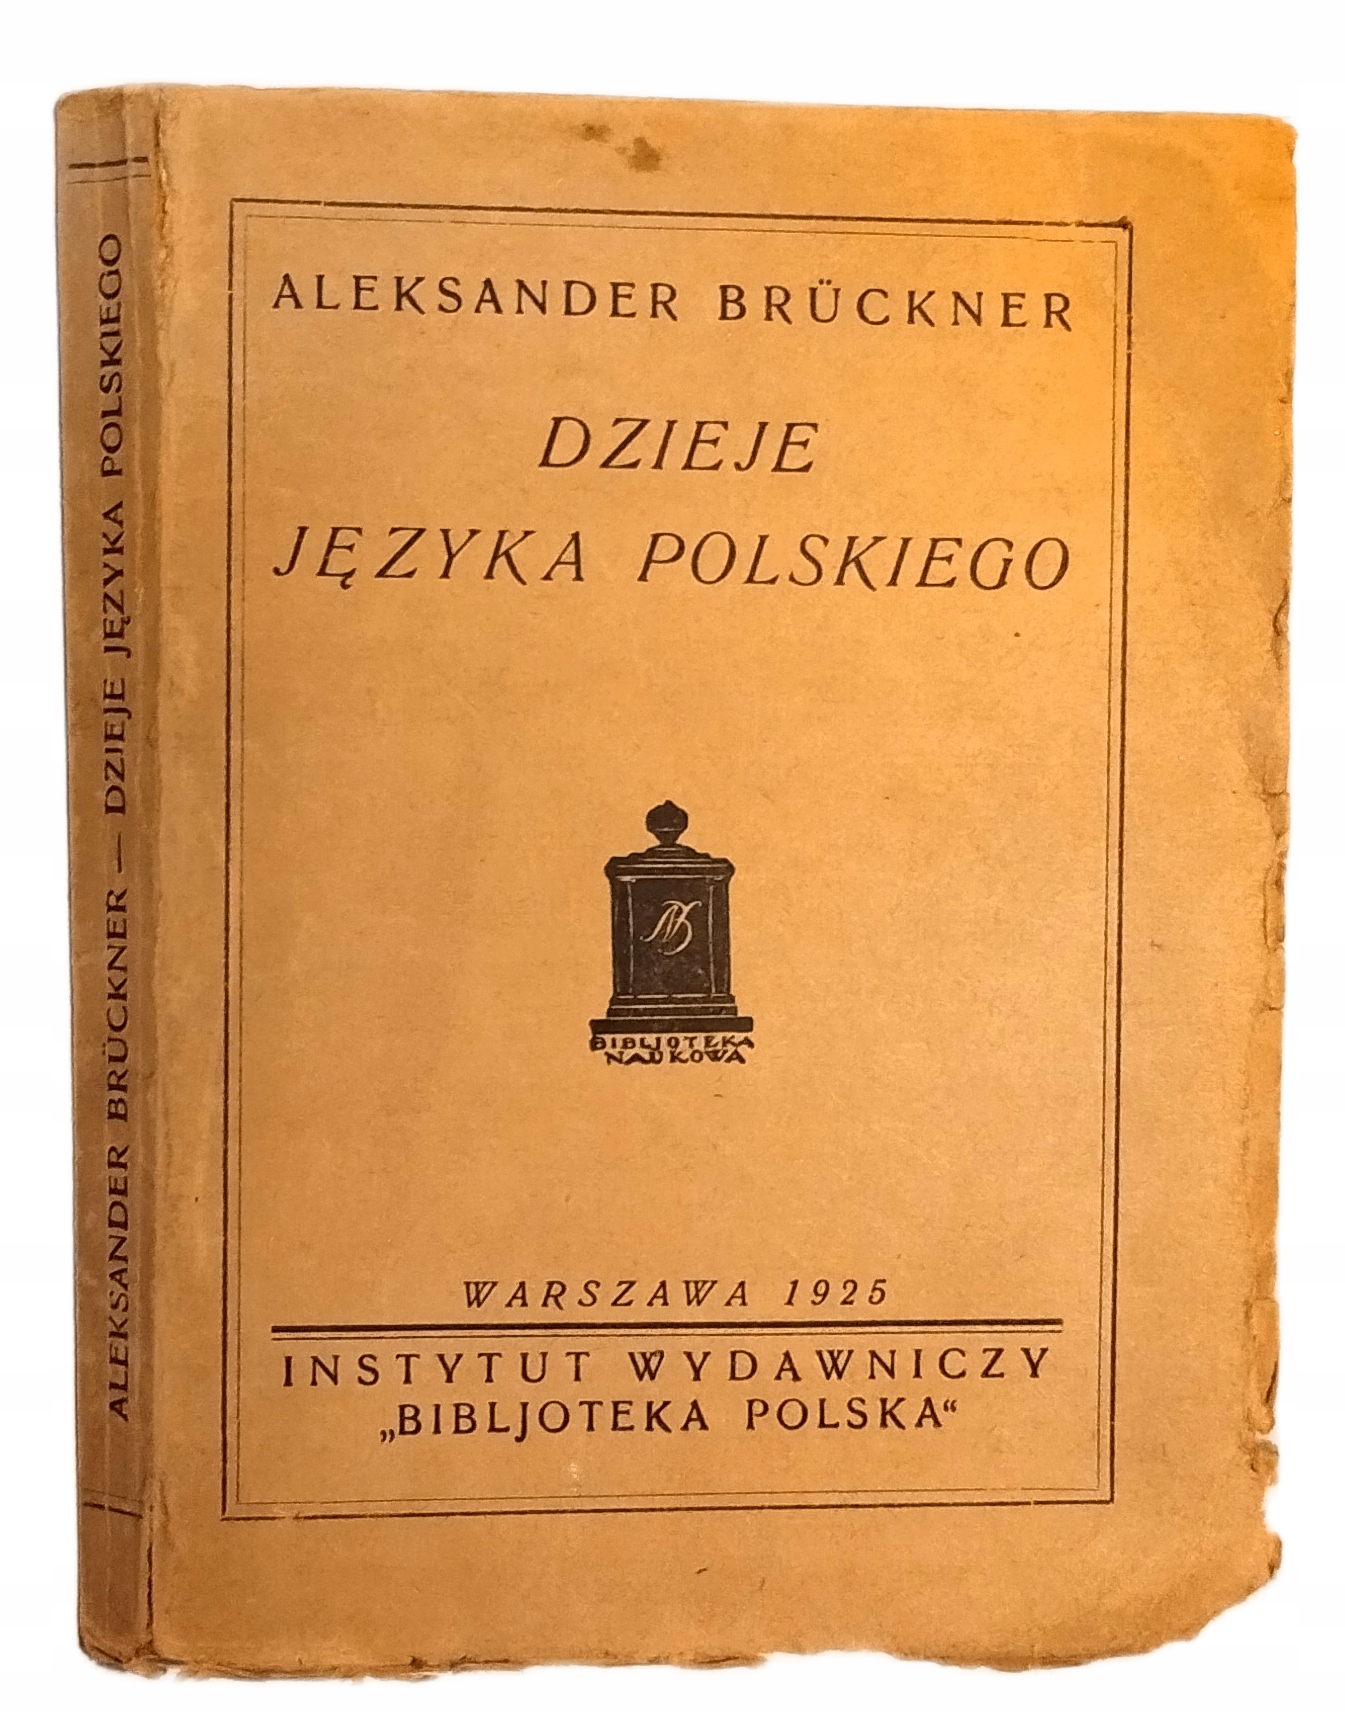 ALEKSANDER BRÜCKNER — DZIEJE JĘZYKA POLSKIEGO
ALEKSANDER BRÜCKNER
DZIEJE
JĘZYKA POLSKIEGO
BIBLJOTEKA
NAUKOWA
WARSZAWA 1925
INSTYTUT WYDAWNICZY
„BIBLJOTEKA POLSKA“